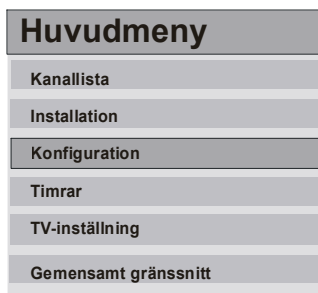 Huvudmeny
Kanallista
Installation
Konfiguration
Timrar
TV-inställning
Gemensamt gränssnitt